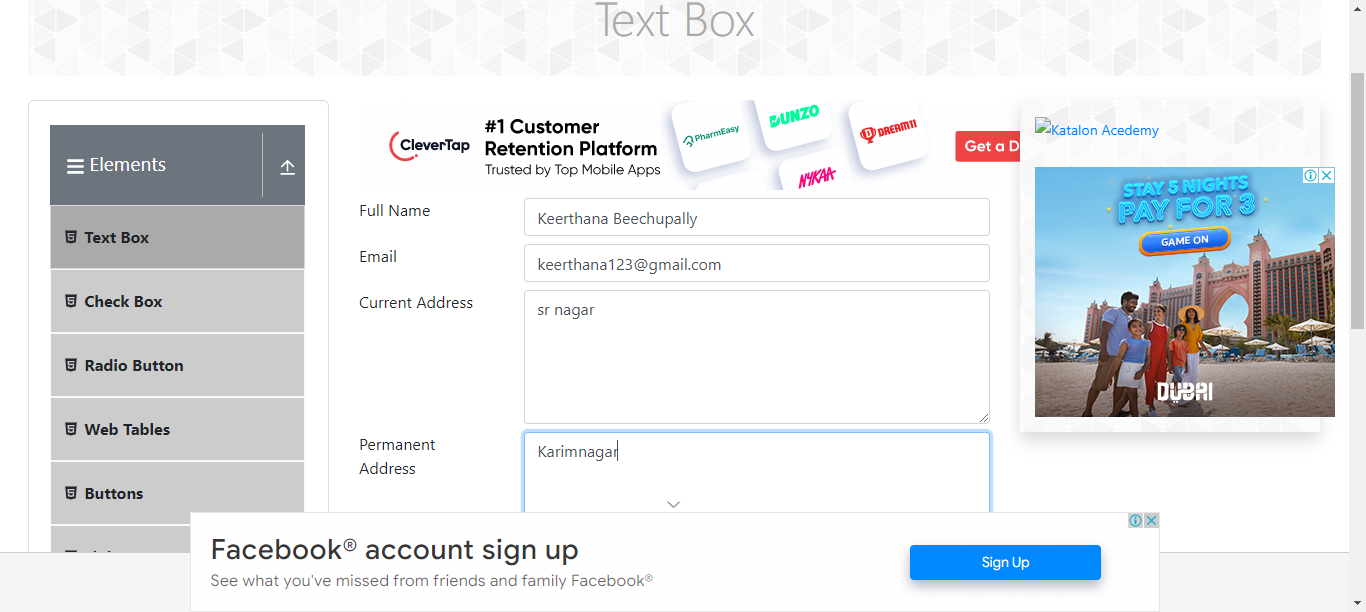 Text Box
Elements
Text Box
Check Box
Radio Button
Web Tables
Buttons
CleverTap
#1 Customer
Retention Platform
Trusted by Top Mobile Apps
PharmEasy
DUNZO
DREAM11
NYKAA
Get a D
Full Name
Keerthana Beechupally
Email
keerthana123@gmail.com
Current Address
sr nagar
Permanent
Address
Karimnagar
Katalon Acedemy
STAY 5 NIGHTS
PAY FOR 3
GAME ON
DUBAI
Facebook® account sign up
See what you've missed from friends and family Facebook®
Sign Up